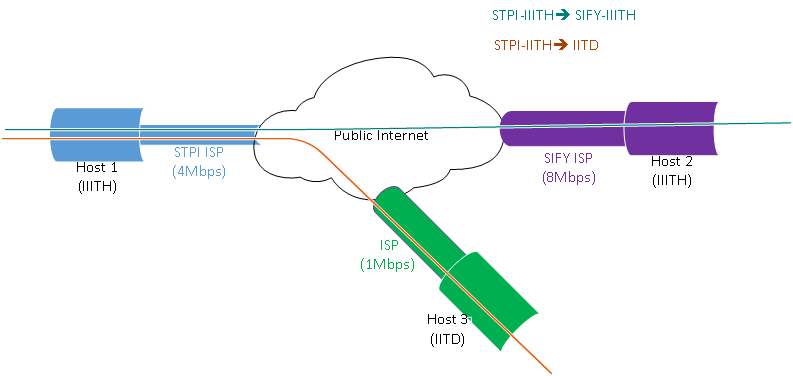 STPI-IIITH➔ SIFY-IIITH
STPI-IITH➔ IITD
Public Internet
STPI ISP
(4Mbps)
Host 1
(IIITH)
SIFY ISP
(8Mbps)
Host 2
(IIITH)
ISP
(1Mbps)
Host 3
(IITD)